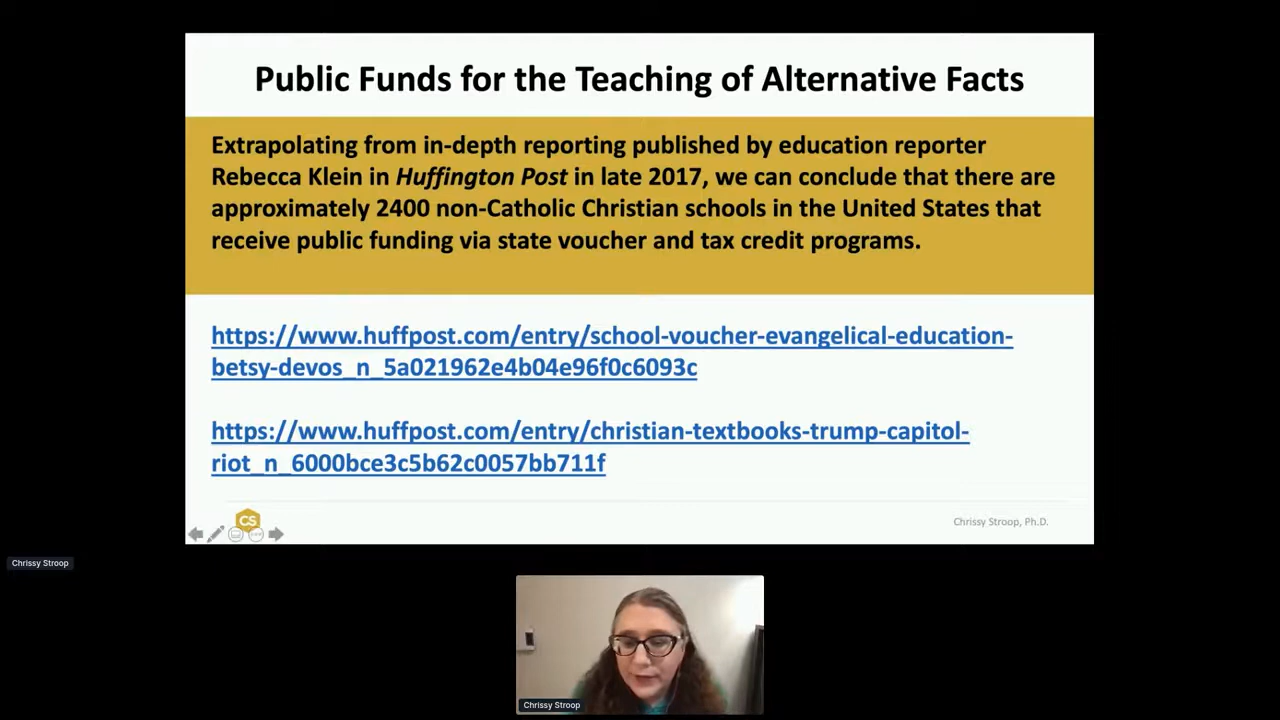 Public Funds for the Teaching of Alternative Facts
Extrapolating from in-depth reporting published by education reporter
Rebecca Klein in Huffington Post in late 2017, we can conclude that there are
approximately 2400 non-Catholic Christian schools in the United States that
receive public funding via state voucher and tax credit programs.
https://www.huffpost.com/entry/school-voucher-evangelical-education-
betsy-devos_n_5a021962e4b04e96f0c6093c
https://www.huffpost.com/entry/christian-textbooks-trump-capitol-
riot_n_6000bce3c5b62c0057bb711f
CS
Chrissy Stroop, Ph.D.
Chrissy Stroop
Chrissy Stroop